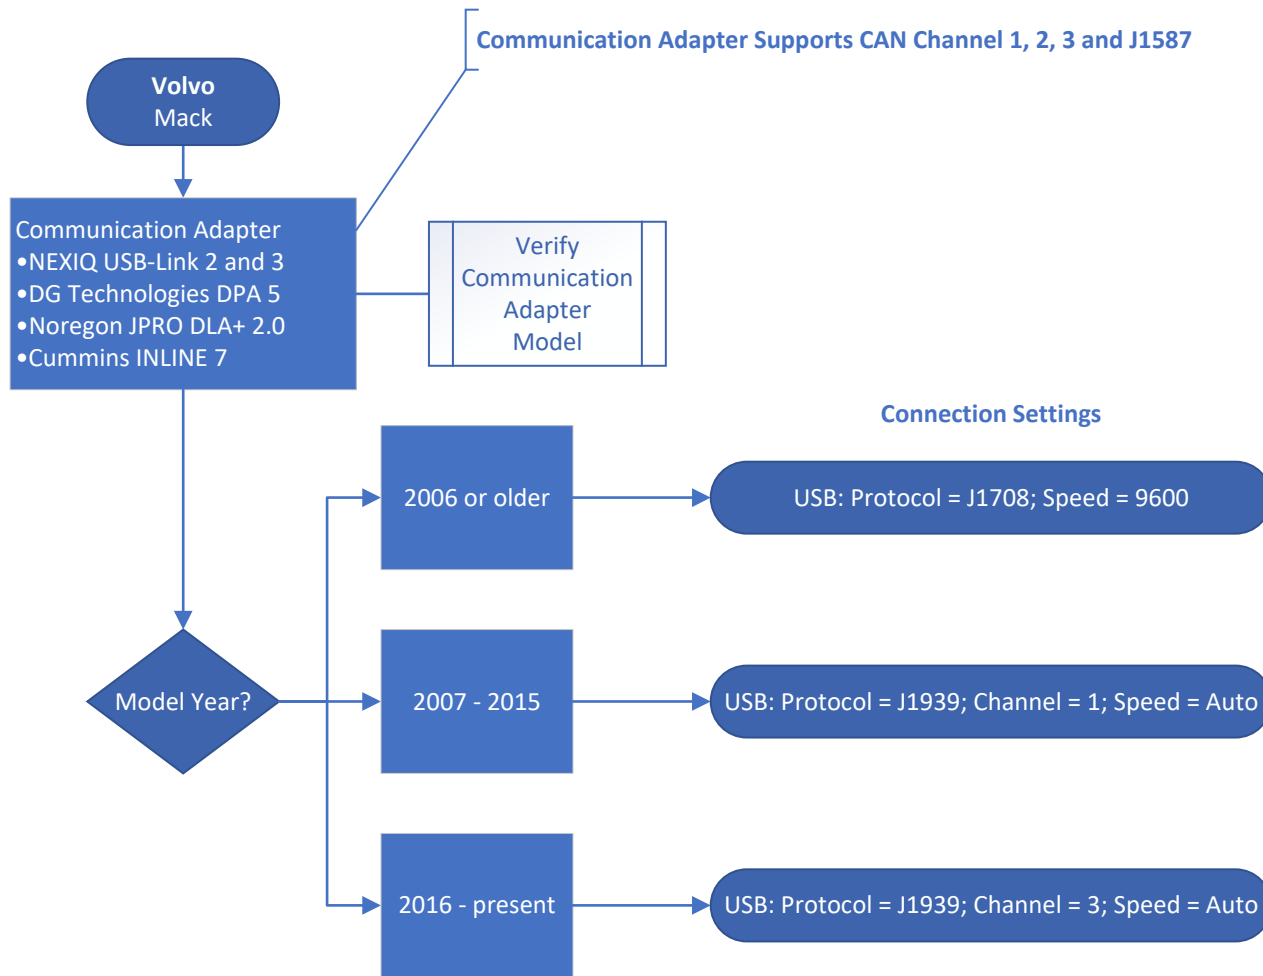 Communication Adapter Supports CAN Channel 1, 2, 3 and J1587
Volvo
Mack
Communication Adapter
•NEXIQ USB-Link 2 and 3
•DG Technologies DPA 5
•Noregon JPRO DLA+ 2.0
•Cummins INLINE 7
Verify
Communication
Adapter
Model
Connection Settings
2006 or older
USB: Protocol = J1708; Speed = 9600
Model Year?
2007 - 2015
USB: Protocol = J1939; Channel = 1; Speed = Auto
2016 - present
USB: Protocol = J1939; Channel = 3; Speed = Auto